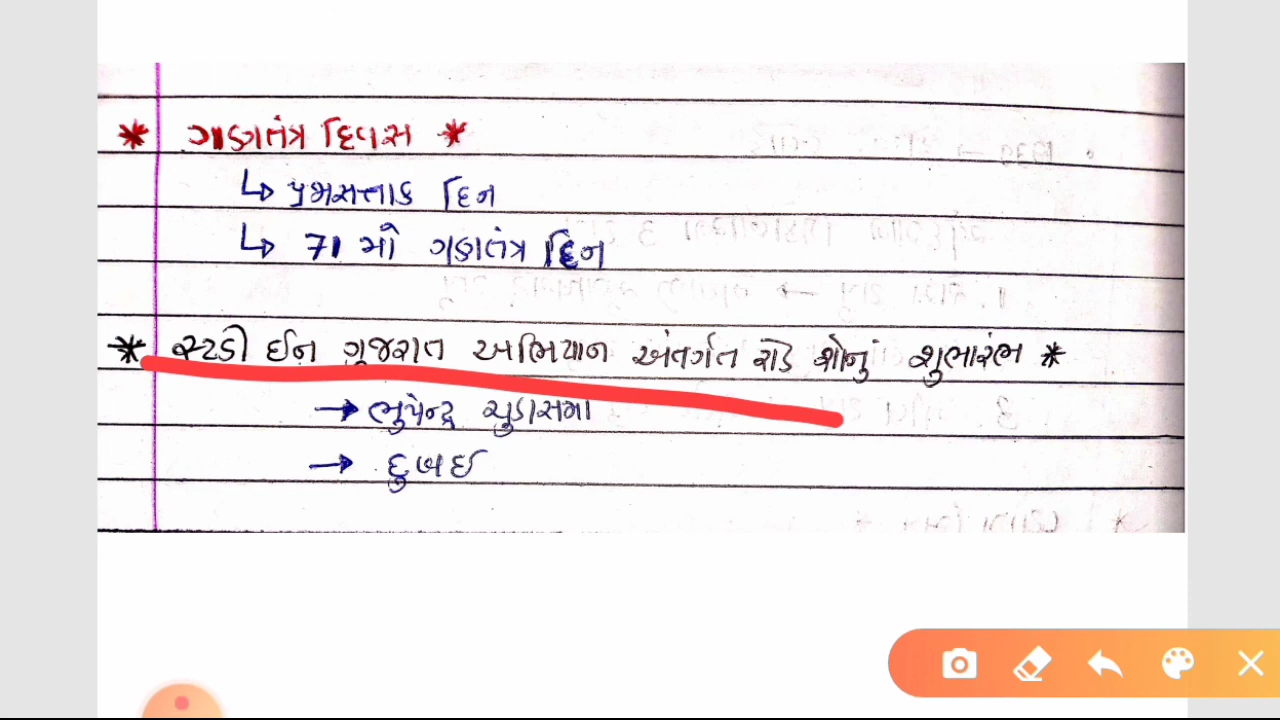 * ગણતંત્ર દિવસ *
↳ પ્રજાસત્તાક દિન
↳ 71 મો ગણતંત્ર દિન
* સ્ટડી ઈન ગુજરાત અભિયાન અંતર્ગત રોડ શોનું શુભારંભ *
→ ભુપેન્દ્ર ચુડાસમા
→ દુબઈ